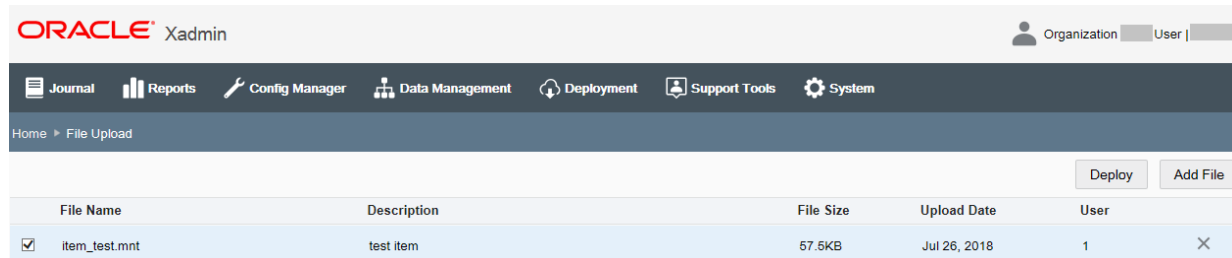 ORACLE® Xadmin
Organization User |
Journal Reports Config Manager Data Management Deployment Support Tools System
Home File Upload
Deploy Add File
File Name Description File Size Upload Date User
item_test.mnt test item 57.5KB Jul 26, 2018 1